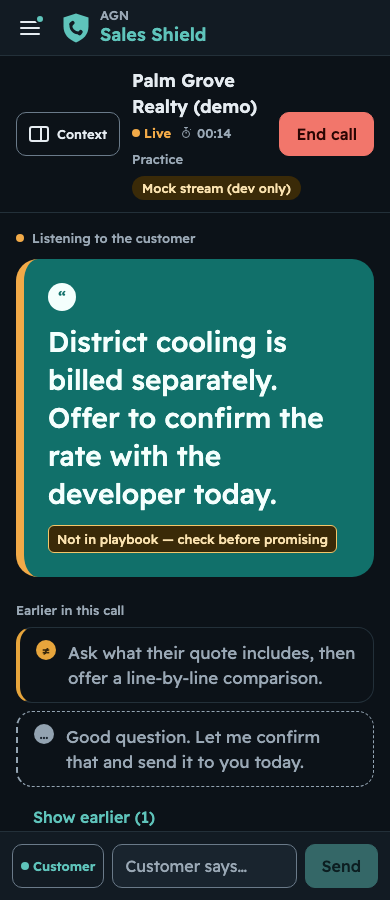 AGN
Sales Shield
Context
Palm Grove
Realty (demo)
Live 00:14
Practice
Mock stream (dev only)
End call
Listening to the customer
“
District cooling is
billed separately.
Offer to confirm the
rate with the
developer today.
Not in playbook — check before promising
Earlier in this call
≠
Ask what their quote includes, then
offer a line-by-line comparison.
…
Good question. Let me confirm
that and send it to you today.
Show earlier (1)
Customer
Customer says…
Send